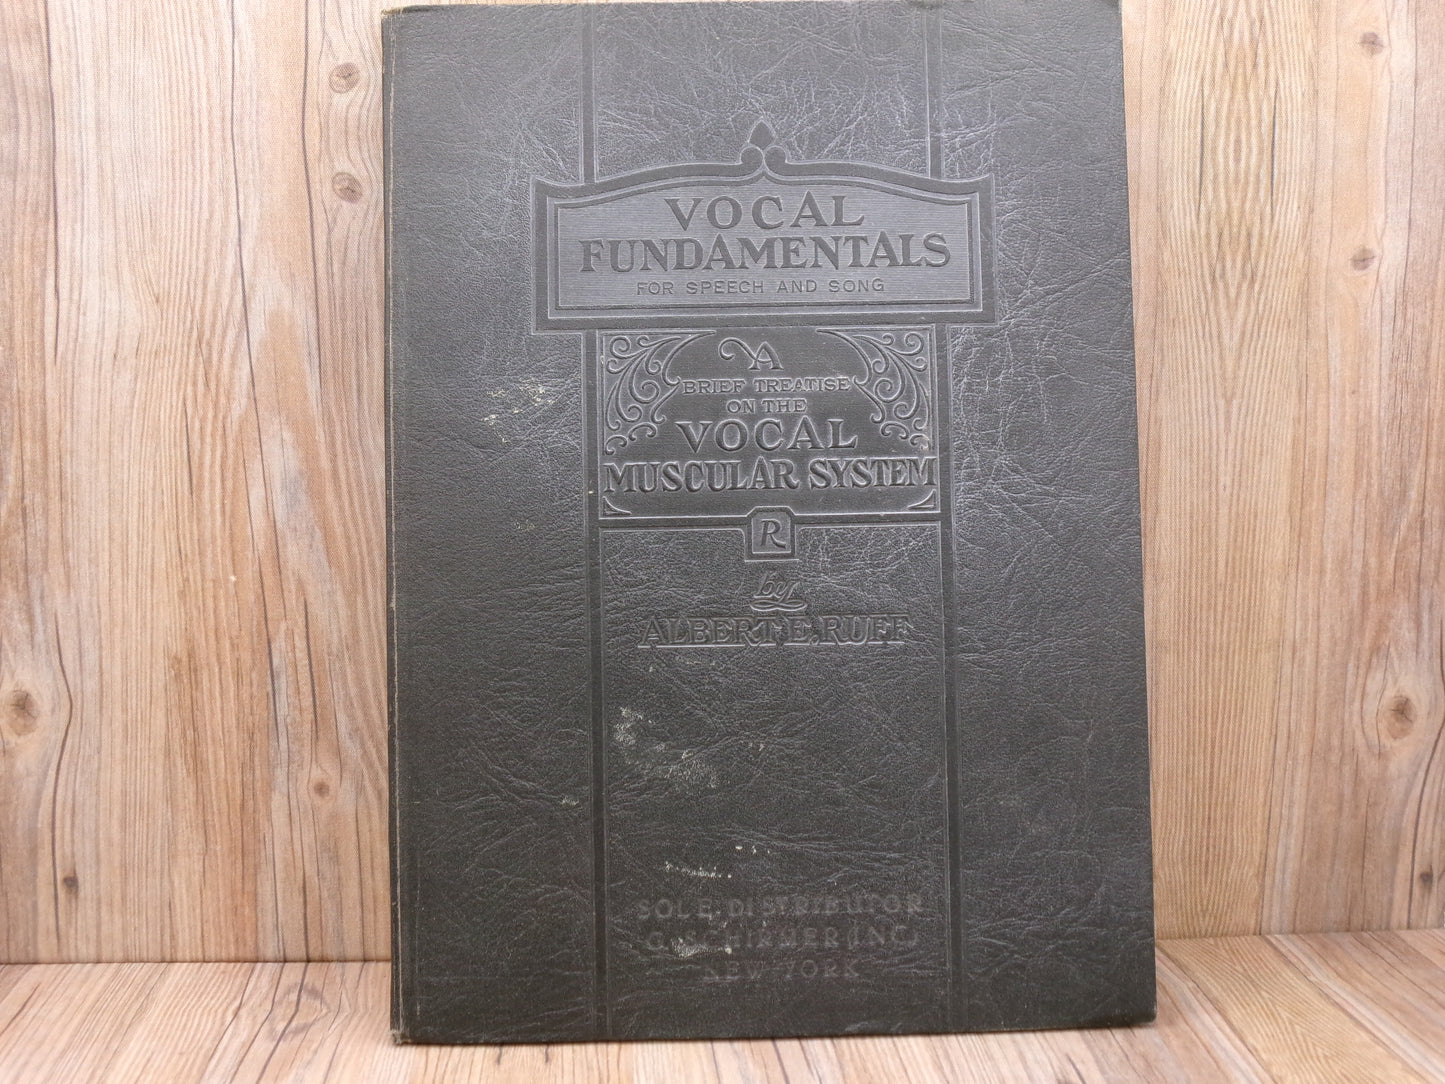 VOCAL
FUNDAMENTALS
FOR SPEECH AND SONG
A
BRIEF TREATISE
ON THE
VOCAL
MUSCULAR SYSTEM
R
by
ALBERT E. RUFF
SOLE DISTRIBUTOR
G. SCHIRMER (INC.)
NEW YORK